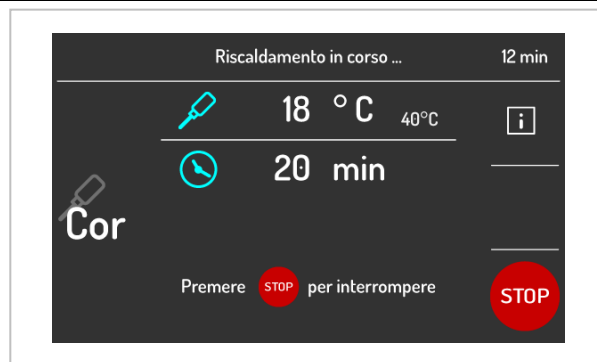 Riscaldamento in corso ... 12 min
18 °C 40°C
i
20 min
Cor
Premere STOP per interrompere
STOP